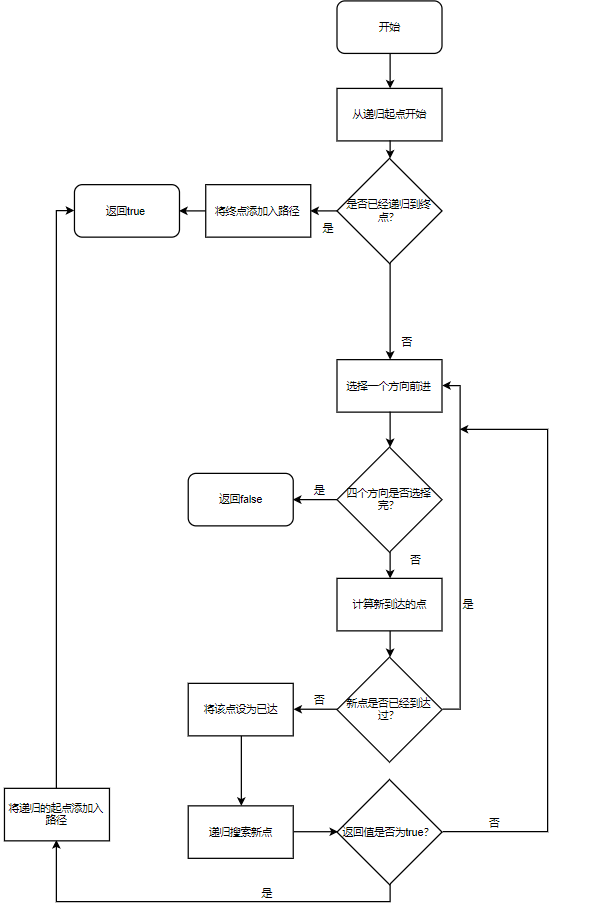 开始
从递归起点开始
是否已经递归到终
点?
是
将终点添加入路径
返回true
否
选择一个方向前进
四个方向是否选择
完?
是
返回false
否
计算新到达的点
是
新点是否已经到达
过?
否
将该点设为已达
递归搜索新点
返回值是否为true?
否
将递归的起点添加入
路径
是